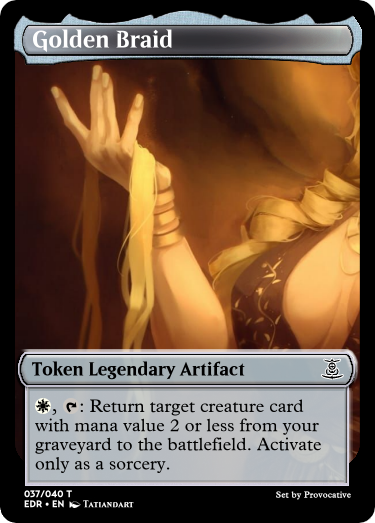 Golden Braid
Token Legendary Artifact
, : Return target creature card
with mana value 2 or less from your
graveyard to the battlefield. Activate
only as a sorcery.
037/040 T
EDR • EN Tatiandart
Set by Provocative